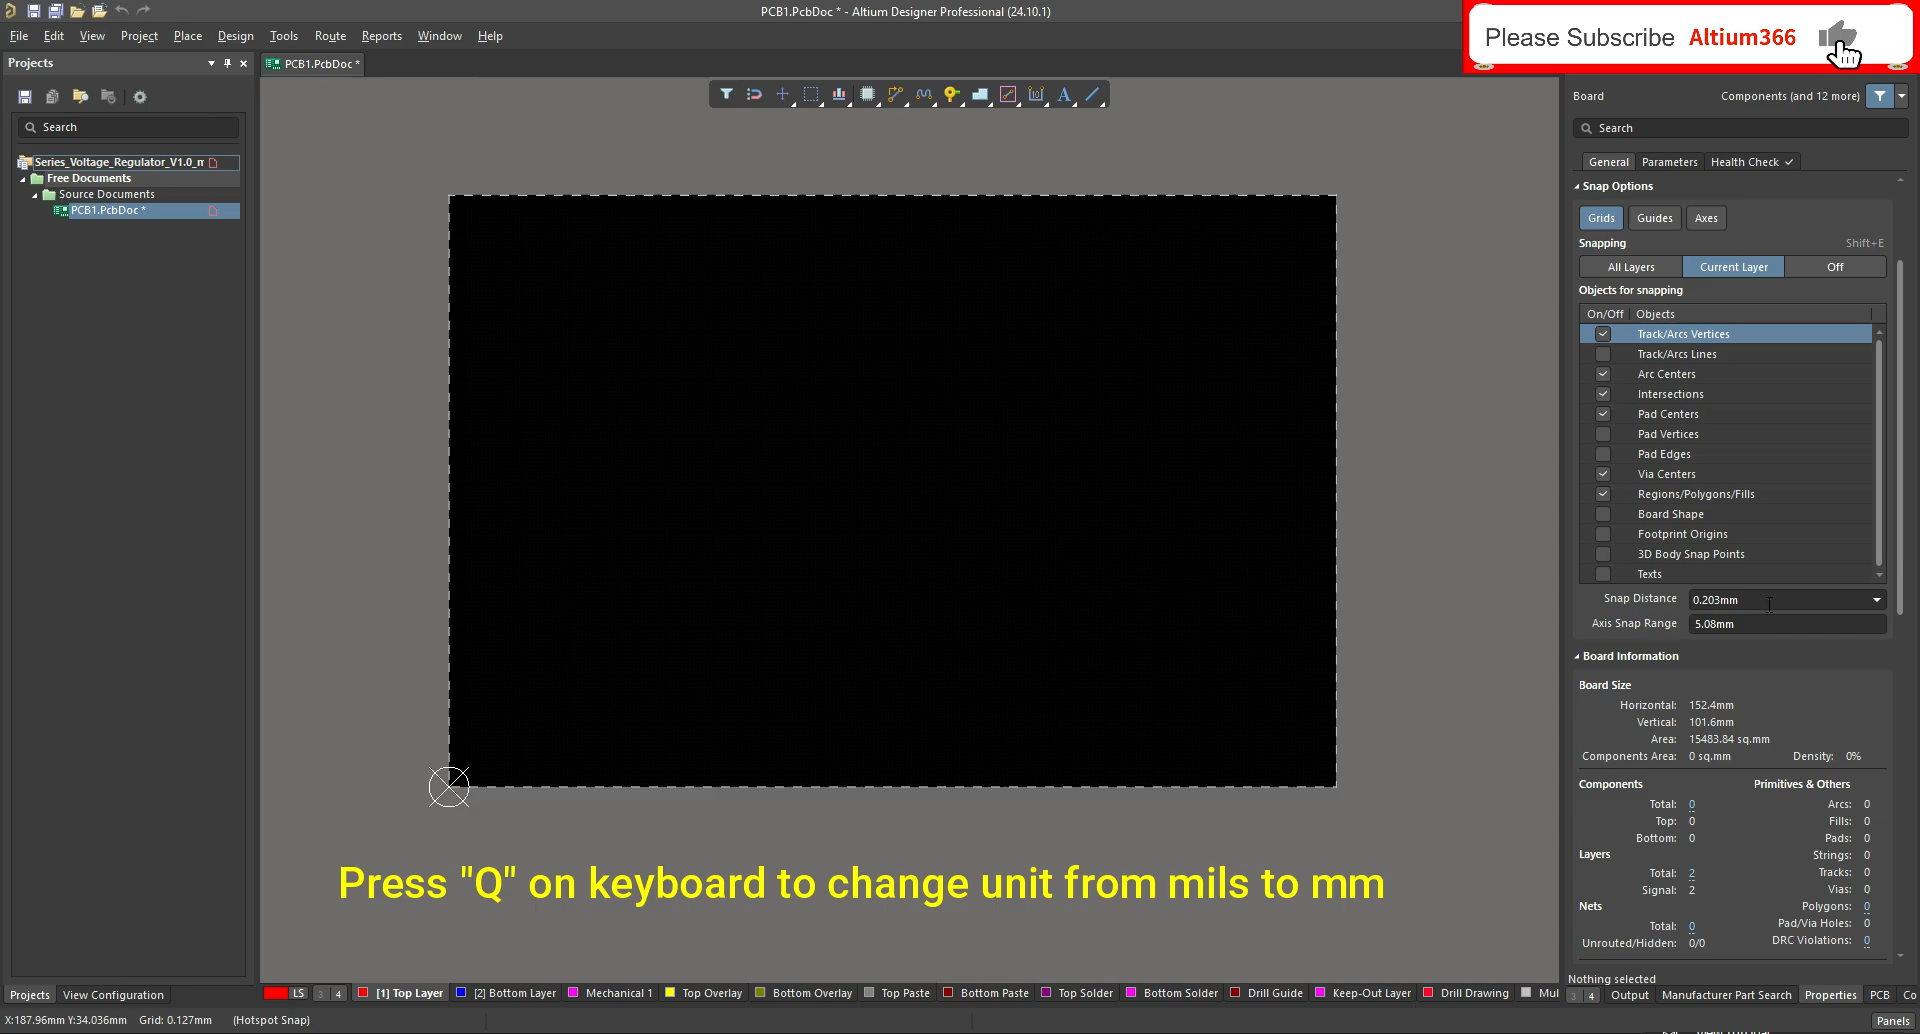 PCB1.PcbDoc * - Altium Designer Professional (24.10.1)
Please Subscribe Altium366
File Edit View Project Place Design Tools Route Reports Window Help
Projects
PCB1.PcbDoc *
Search
Series_Voltage_Regulator_V1.0_m
Free Documents
Source Documents
PCB1.PcbDoc *
Press "Q" on keyboard to change unit from mils to mm
Board Components (and 12 more)
Search
General Parameters Health Check
Snap Options
Grids Guides Axes
Snapping Shift+E
All Layers Current Layer Off
Objects for snapping
On/Off Objects
Track/Arcs Vertices
Track/Arcs Lines
Arc Centers
Intersections
Pad Centers
Pad Vertices
Pad Edges
Via Centers
Regions/Polygons/Fills
Board Shape
Footprint Origins
3D Body Snap Points
Texts
Snap Distance 0.203mm
Axis Snap Range 5.08mm
Board Information
Board Size
Horizontal: 152.4mm
Vertical: 101.6mm
Area: 15483.84 sq.mm
Components Area: 0 sq.mm Density: 0%
Components Primitives & Others
Total: 0 Arcs: 0
Top: 0 Fills: 0
Bottom: 0 Pads: 0
Layers Strings: 0
Total: 2 Tracks: 0
Signal: 2 Vias: 0
Nets Polygons: 0
Total: 0 Pad/Via Holes: 0
Unrouted/Hidden: 0/0 DRC Violations: 0
Nothing selected
Projects View Configuration
LS 3 4 [1] Top Layer [2] Bottom Layer Mechanical 1 Top Overlay Bottom Overlay Top Paste Bottom Paste Top Solder Bottom Solder Drill Guide Keep-Out Layer Drill Drawing Mul
3 4 Output Manufacturer Part Search Properties PCB Co
X:187.96mm Y:34.036mm Grid: 0.127mm (Hotspot Snap)
Panels